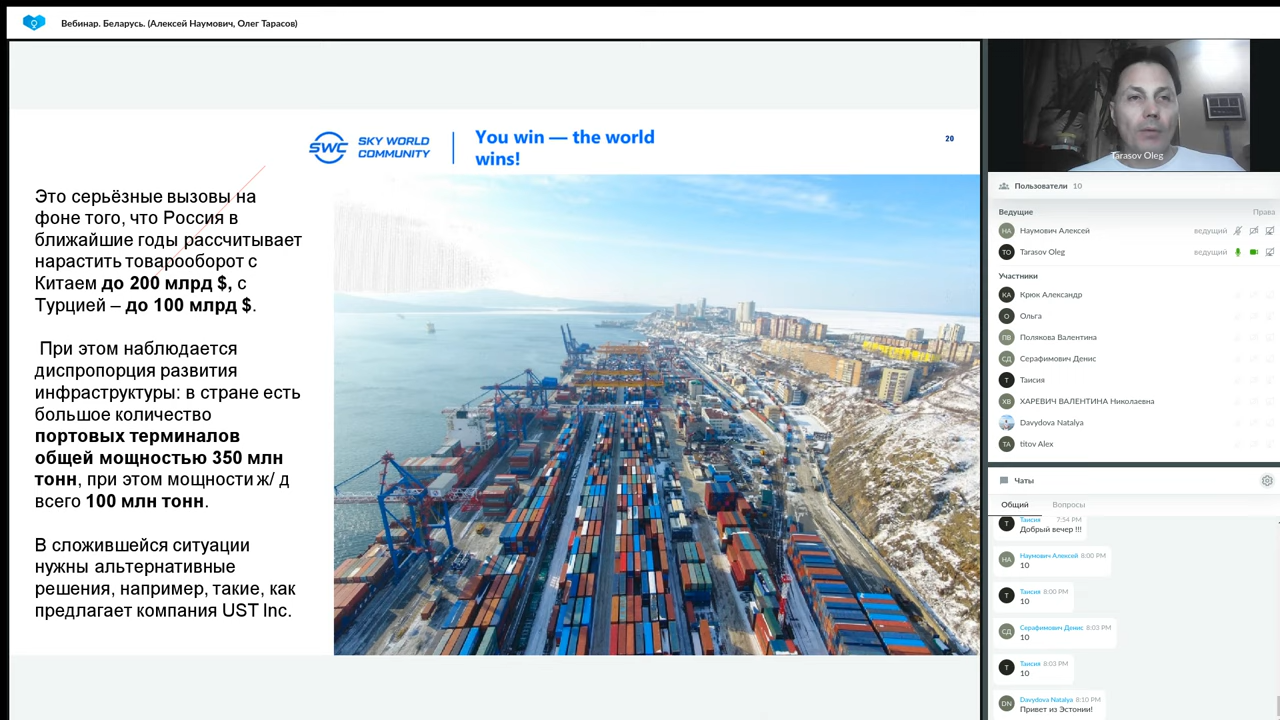 Вебинар. Беларусь. (Алексей Наумович, Олег Тарасов)
SWC
SKY WORLD
COMMUNITY
You win — the world
wins!
20
Это серьёзные вызовы на
фоне того, что Россия в
ближайшие годы рассчитывает
нарастить товарооборот с
Китаем до 200 млрд $, с
Турцией – до 100 млрд $.
При этом наблюдается
диспропорция развития
инфраструктуры: в стране есть
большое количество
портовых терминалов
общей мощностью 350 млн
тонн, при этом мощности ж/ д
всего 100 млн тонн.
В сложившейся ситуации
нужны альтернативные
решения, например, такие, как
предлагает компания UST Inc.
Tarasov Oleg
Пользователи 10
Ведущие Права
НА Наумович Алексей ведущий
TO Tarasov Oleg ведущий
Участники
КА Крюк Александр
О Ольга
ПВ Полякова Валентина
СД Серафимович Денис
Т Таисия
ХВ ХАРЕВИЧ ВАЛЕНТИНА Николаевна
Davydova Natalya
TA titov Alex
Чаты
Общий Вопросы
Т Таисия 7:54 PM
Добрый вечер !!!
НА Наумович Алексей 8:00 PM
10
Т Таисия 8:00 PM
10
СД Серафимович Денис 8:03 PM
10
Т Таисия 8:03 PM
10
DN Davydova Natalya 8:10 PM
Привет из Эстонии!